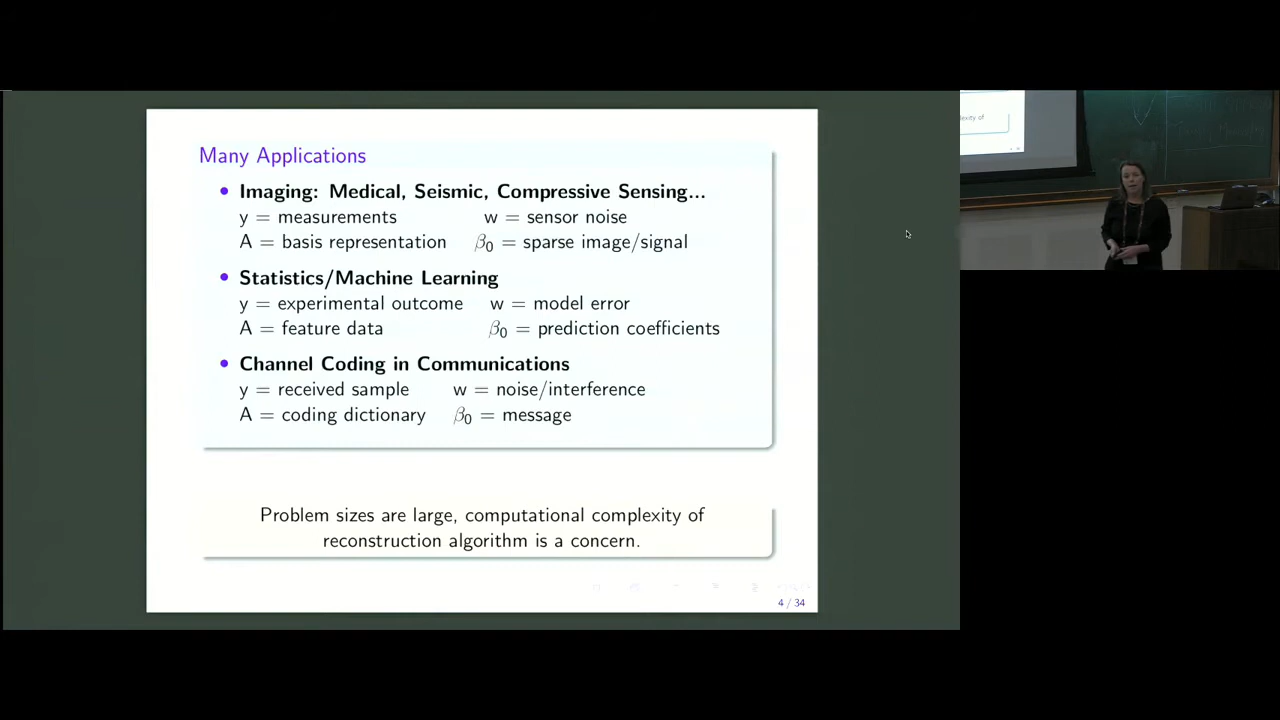 Many Applications
• Imaging: Medical, Seismic, Compressive Sensing...
y = measurements w = sensor noise
A = basis representation β₀ = sparse image/signal
• Statistics/Machine Learning
y = experimental outcome w = model error
A = feature data β₀ = prediction coefficients
• Channel Coding in Communications
y = received sample w = noise/interference
A = coding dictionary β₀ = message
Problem sizes are large, computational complexity of
reconstruction algorithm is a concern.
4 / 34